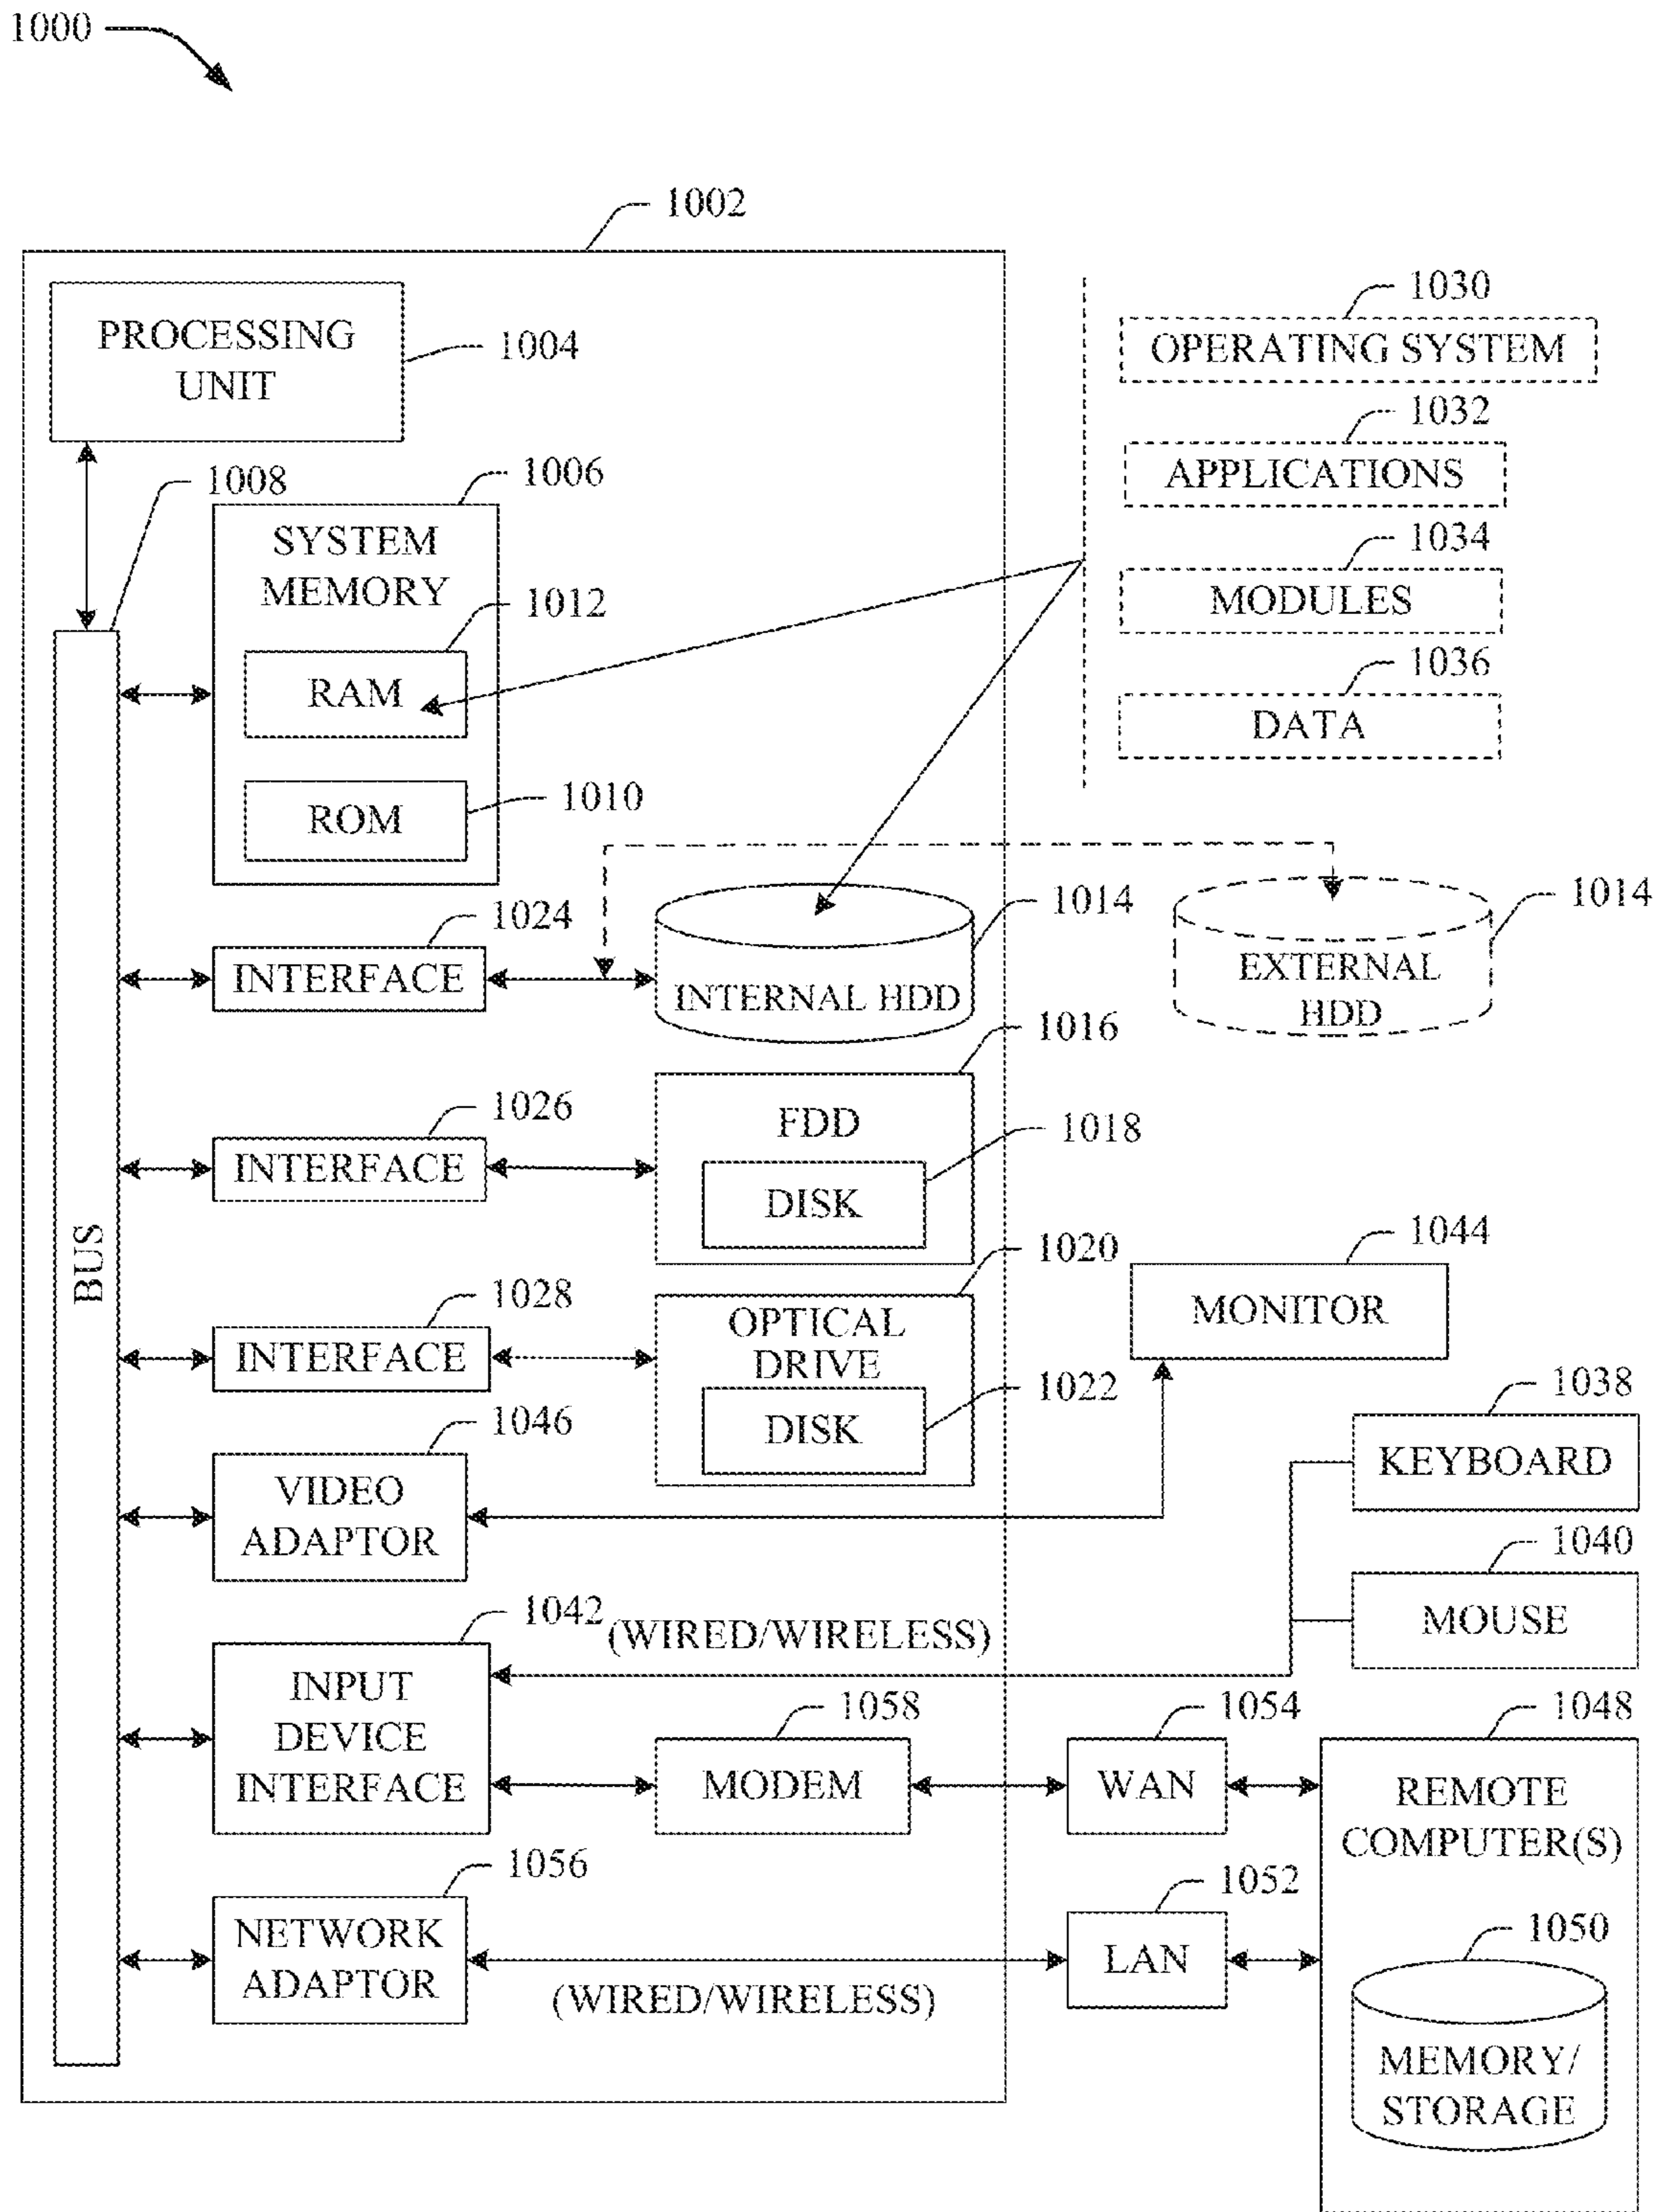 1000
1002
PROCESSING
UNIT
1004
1030
OPERATING SYSTEM
1032
APPLICATIONS
1034
MODULES
1036
DATA
1008
1006
SYSTEM
MEMORY
1012
RAM
1010
ROM
BUS
1024
INTERFACE
1014
INTERNAL HDD
1014
EXTERNAL
HDD
1016
FDD
1026
INTERFACE
1018
DISK
1020
OPTICAL
DRIVE
1028
INTERFACE
1022
DISK
1044
MONITOR
1046
VIDEO
ADAPTOR
1038
KEYBOARD
1040
MOUSE
1042
(WIRED/WIRELESS)
INPUT
DEVICE
INTERFACE
1058
MODEM
1054
WAN
1048
REMOTE
COMPUTER(S)
1056
NETWORK
ADAPTOR
(WIRED/WIRELESS)
1052
LAN
1050
MEMORY/
STORAGE